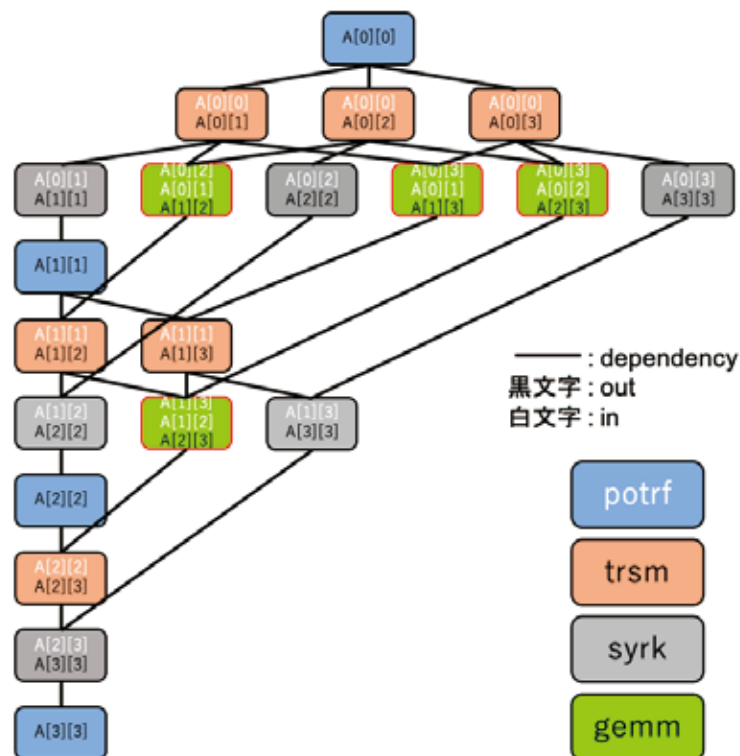 A[0][0]
A[0][0]
A[0][1]
A[0][0]
A[0][2]
A[0][0]
A[0][3]
A[0][1]
A[1][1]
A[0][2]
A[0][1]
A[1][2]
A[0][2]
A[2][2]
A[0][3]
A[0][1]
A[1][3]
A[0][3]
A[0][2]
A[2][3]
A[0][3]
A[3][3]
A[1][1]
A[1][1]
A[1][2]
A[1][1]
A[1][3]
A[1][2]
A[2][2]
A[1][3]
A[1][2]
A[2][3]
A[1][3]
A[3][3]
A[2][2]
A[2][2]
A[2][3]
A[2][3]
A[3][3]
A[3][3]
: dependency
黒文字 : out
白文字 : in
potrf
trsm
syrk
gemm